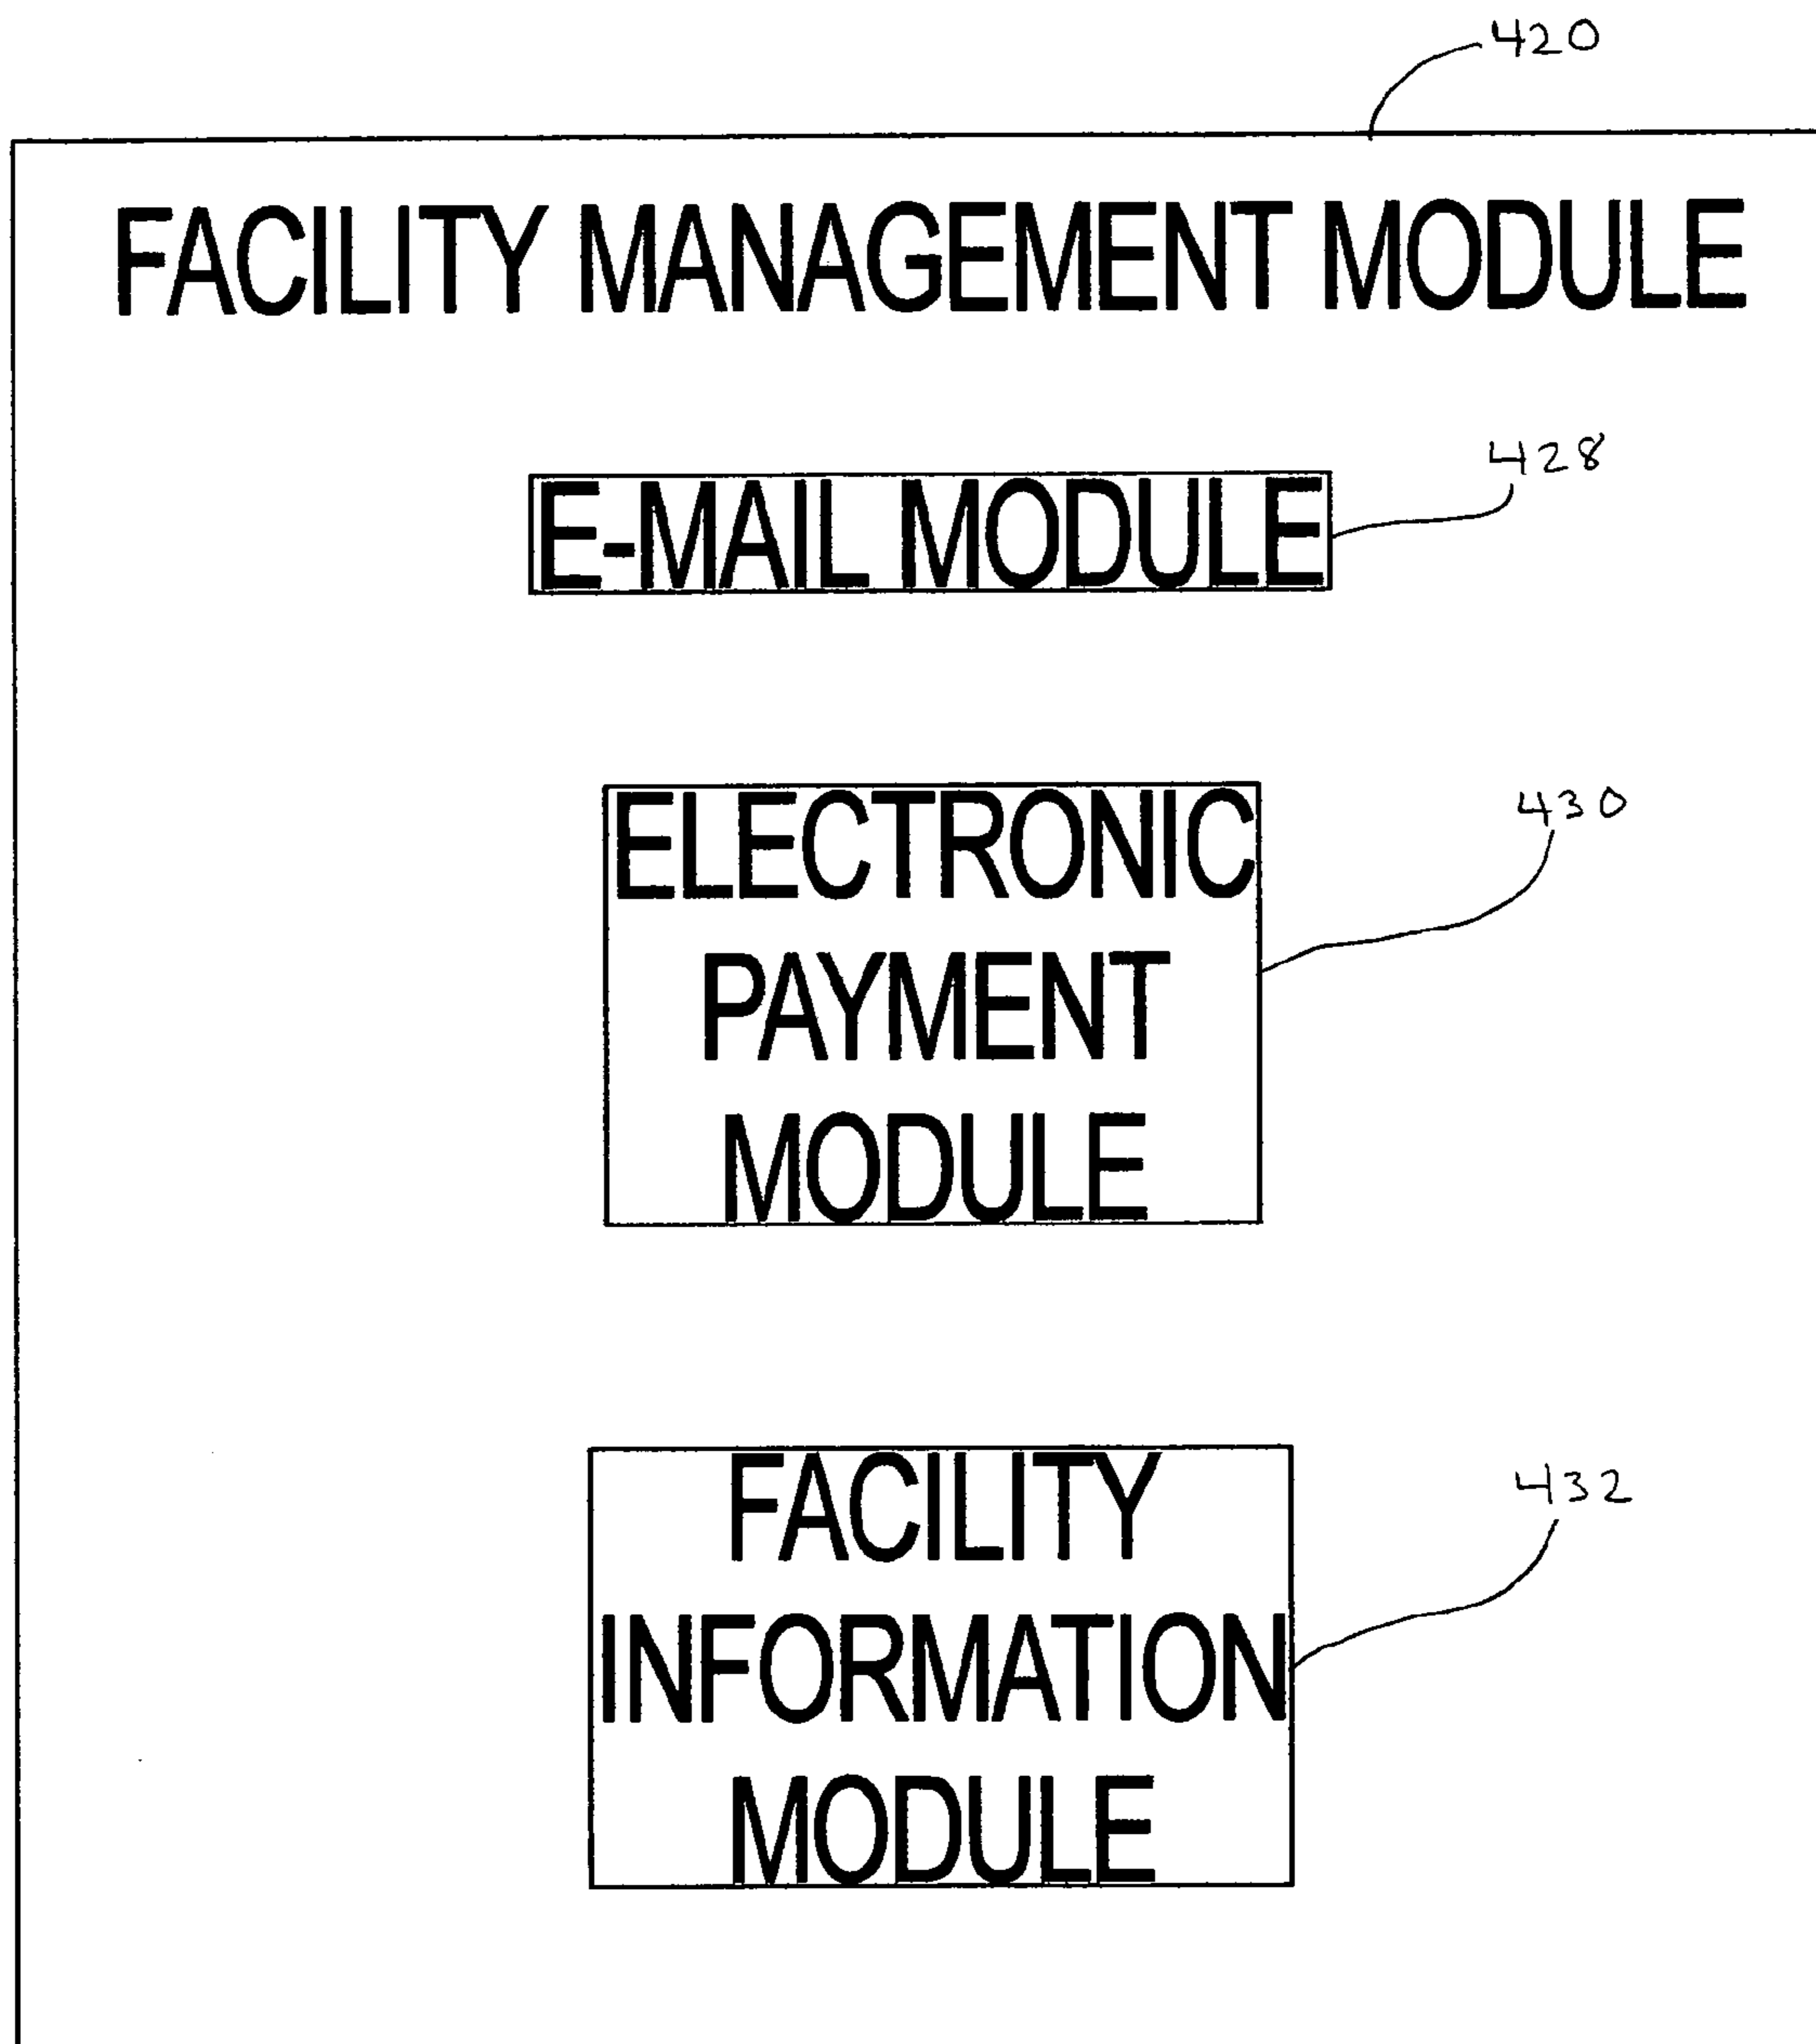 420
FACILITY MANAGEMENT MODULE
428
E-MAIL MODULE
430
ELECTRONIC
PAYMENT
MODULE
432
FACILITY
INFORMATION
MODULE